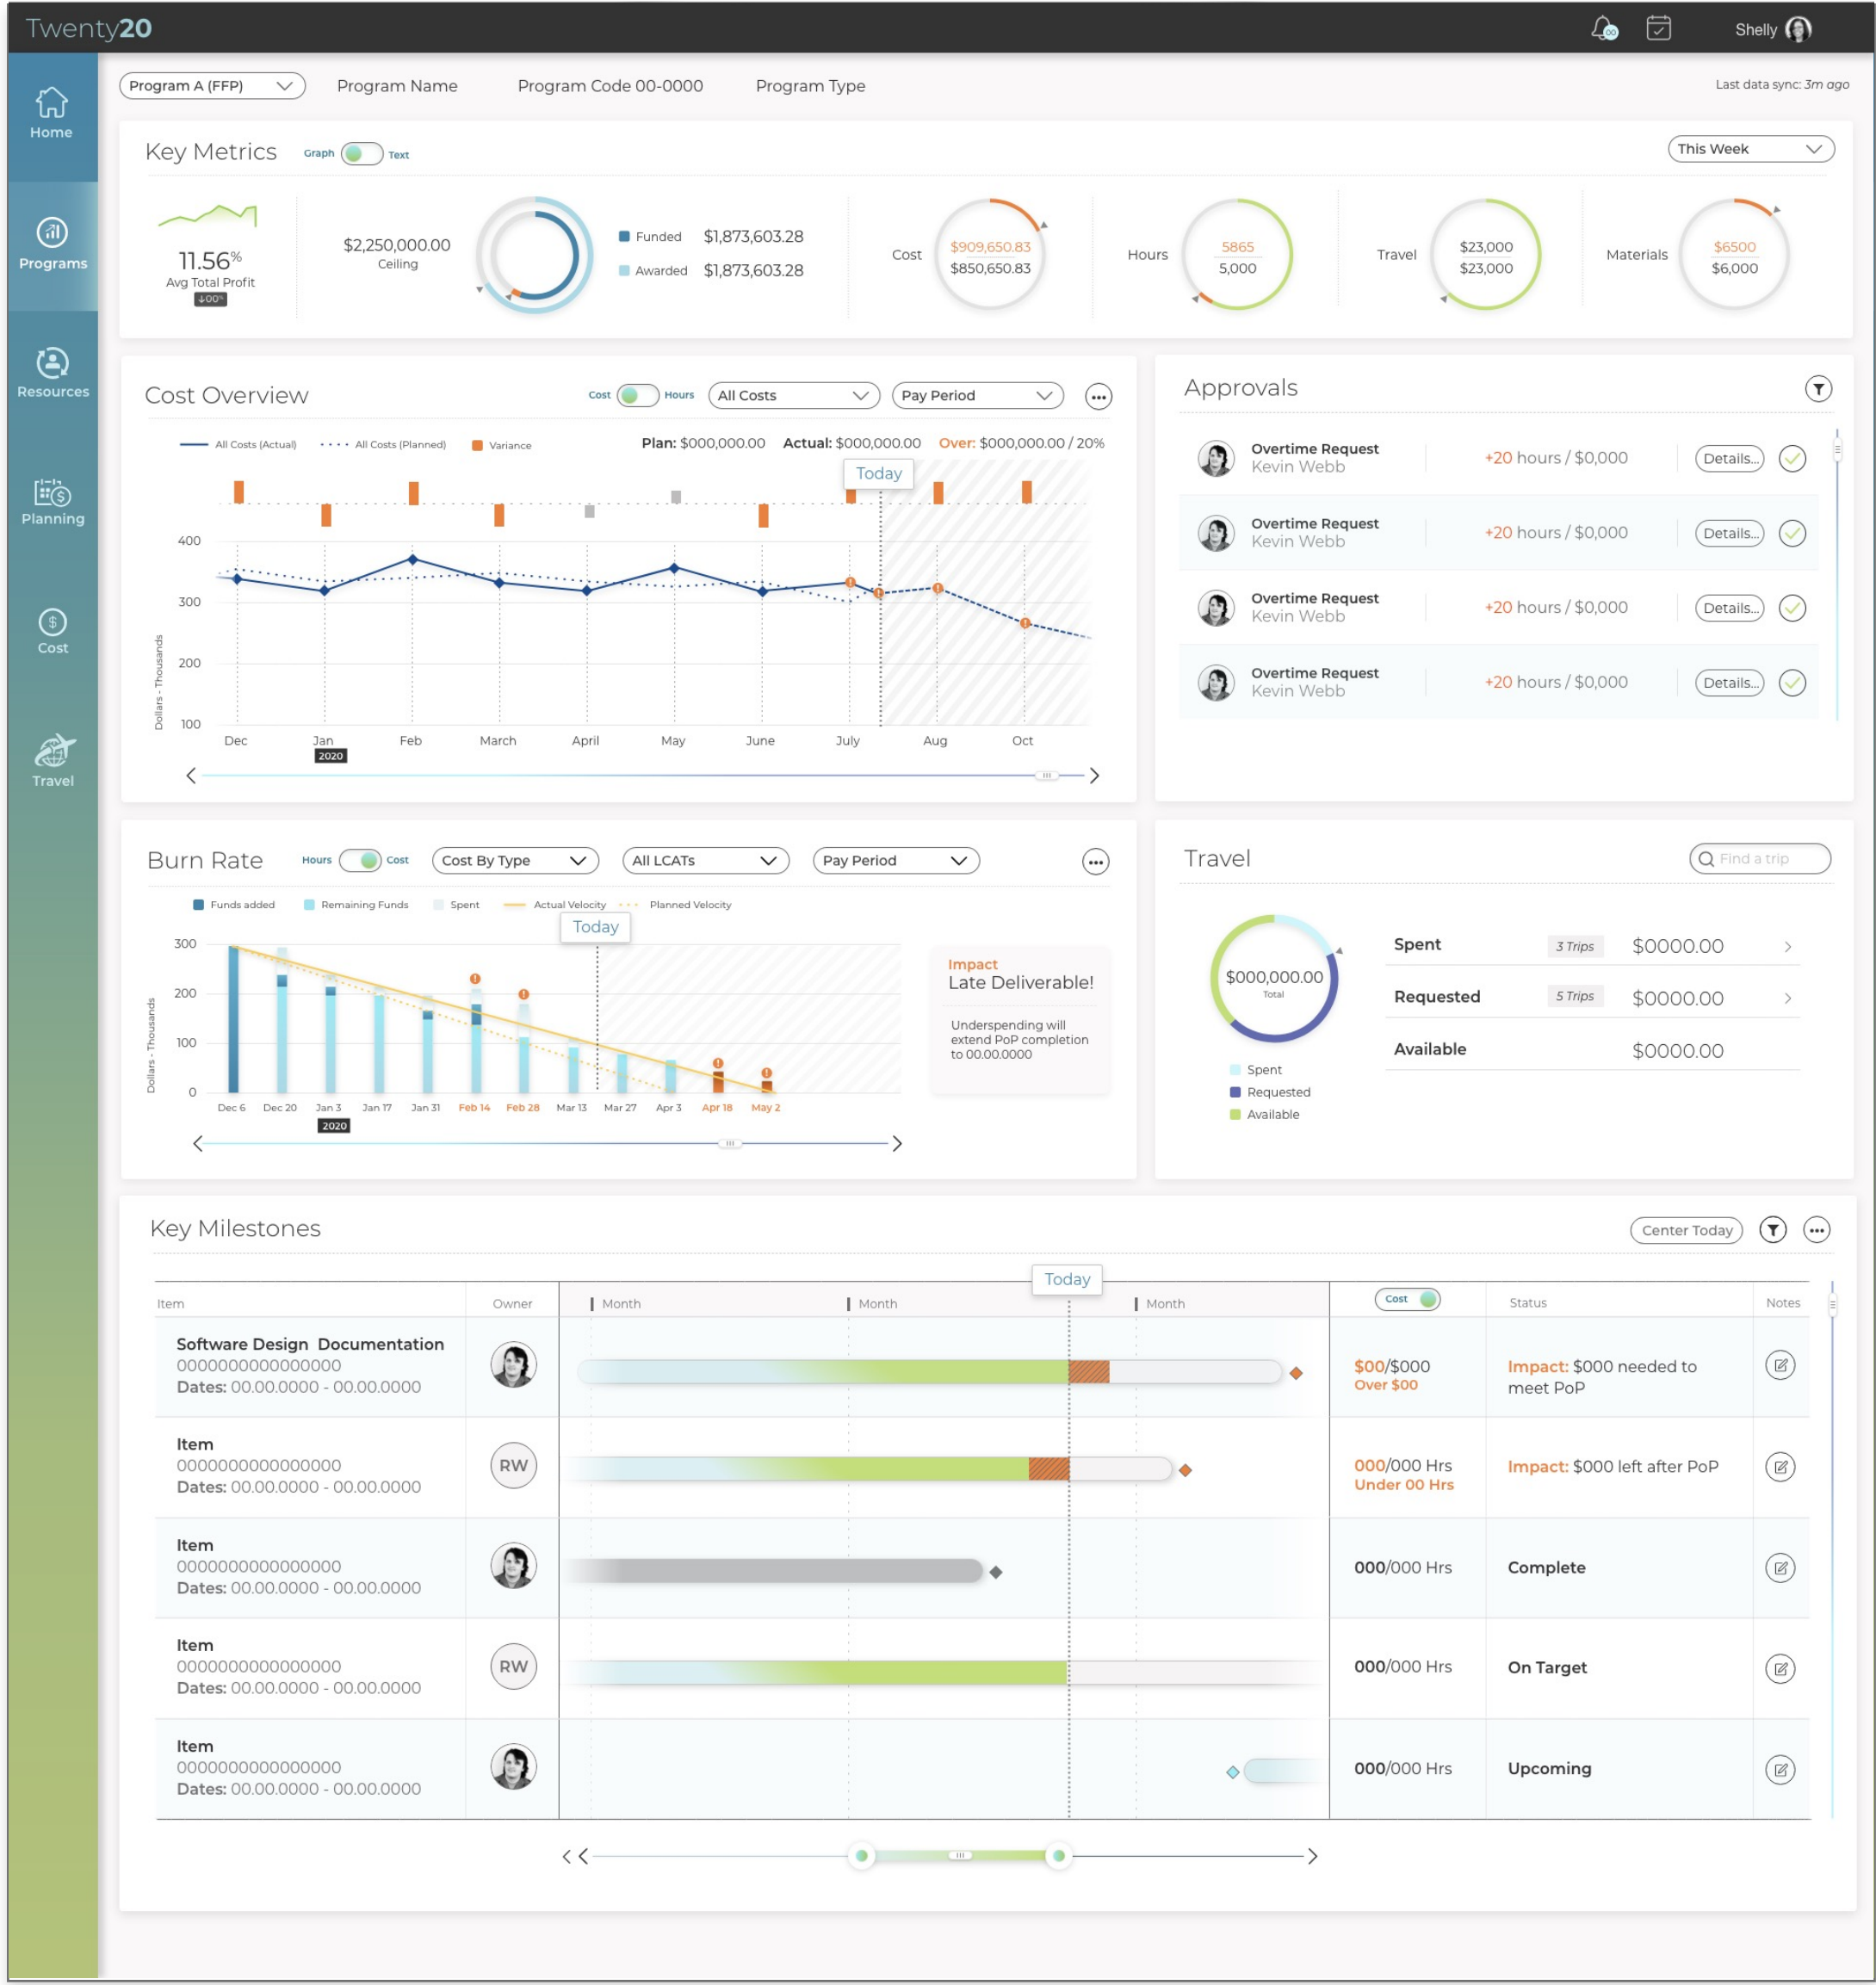 Twenty20
Shelly
Home
Programs
Resources
Planning
Cost
Travel
Program A (FFP)
Program Name
Program Code 00-0000
Program Type
Last data sync: 3m ago
Key Metrics
Graph
Text
This Week
11.56%
Avg Total Profit
$2,250,000.00
Ceiling
Funded $1,873,603.28
Awarded $1,873,603.28
Cost
$909,650.83
$850,650.83
Hours
5865
5,000
Travel
$23,000
$23,000
Materials
$6500
$6,000
Cost Overview
Cost
Hours
All Costs
Pay Period
All Costs (Actual)
All Costs (Planned)
Variance
Plan: $000,000.00 Actual: $000,000.00 Over: $000,000.00 / 20%
Today
400
300
200
100
Dollars - Thousands
Dec Jan Feb March April May June July Aug Oct
2020
Approvals
Overtime Request
Kevin Webb
+20 hours / $0,000
Details...
Overtime Request
Kevin Webb
+20 hours / $0,000
Details...
Overtime Request
Kevin Webb
+20 hours / $0,000
Details...
Overtime Request
Kevin Webb
+20 hours / $0,000
Details...
Burn Rate
Hours
Cost
Cost By Type
All LCATs
Pay Period
Funds added
Remaining Funds
Spent
Actual Velocity
Planned Velocity
Today
300
200
100
0
Dollars - Thousands
Dec 6 Dec 20 Jan 3 Jan 17 Jan 31 Feb 14 Feb 28 Mar 13 Mar 27 Apr 3 Apr 18 May 2
2020
Impact
Late Deliverable!
Underspending will
extend PoP completion
to 00.00.0000
Travel
Find a trip
$000,000.00
Total
Spent
Requested
Available
Spent 3 Trips $0000.00
Requested 5 Trips $0000.00
Available $0000.00
Key Milestones
Center Today
Today
Item
Owner
Month
Month
Month
Cost
Status
Notes
Software Design Documentation
0000000000000000
Dates: 00.00.0000 - 00.00.0000
$00/$000
Over $00
Impact: $000 needed to
meet PoP
Item
0000000000000000
Dates: 00.00.0000 - 00.00.0000
RW
000/000 Hrs
Under 00 Hrs
Impact: $000 left after PoP
Item
0000000000000000
Dates: 00.00.0000 - 00.00.0000
000/000 Hrs
Complete
Item
0000000000000000
Dates: 00.00.0000 - 00.00.0000
RW
000/000 Hrs
On Target
Item
0000000000000000
Dates: 00.00.0000 - 00.00.0000
000/000 Hrs
Upcoming